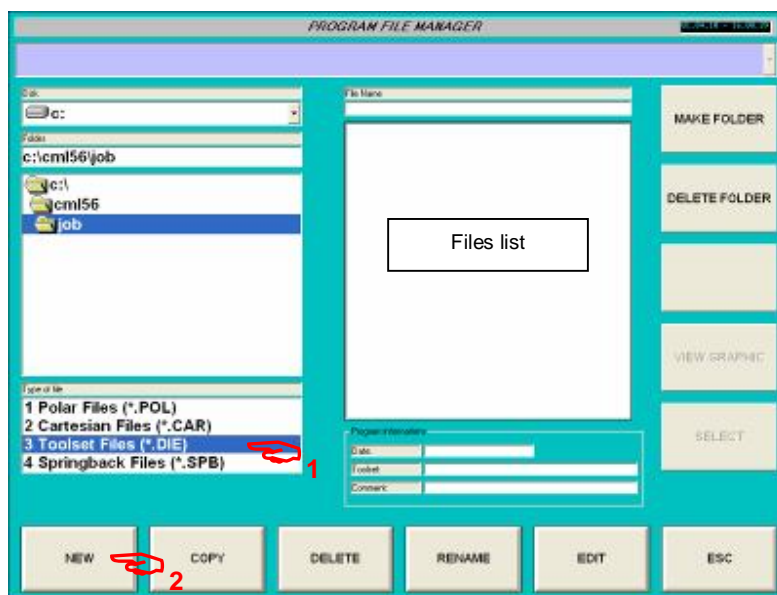 PROGRAM FILE MANAGER
Disk
c:
Folder
c:\cml56\job
c:\
cml56
job
Type of file
1 Polar Files (*.POL)
2 Cartesian Files (*.CAR)
3 Toolset Files (*.DIE)
4 Springback Files (*.SPB)
1
File Name
Files list
Program Informations
Date:
Toolset:
Comment:
MAKE FOLDER
DELETE FOLDER
VIEW GRAPHIC
SELECT
NEW
2
COPY
DELETE
RENAME
EDIT
ESC